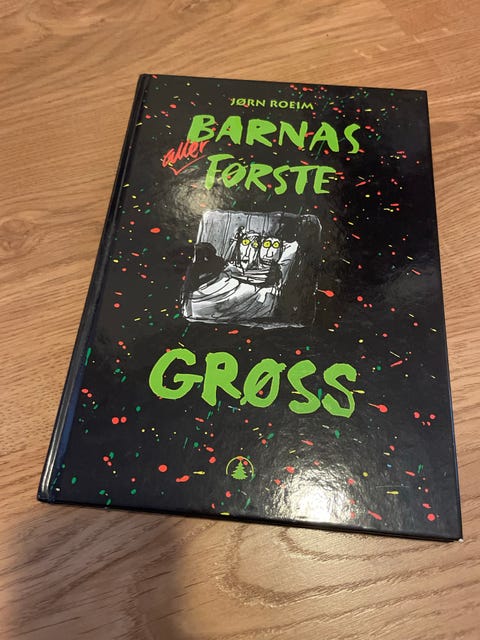 JØRN ROEIM
BARNAS
aller
FØRSTE
GRØSS